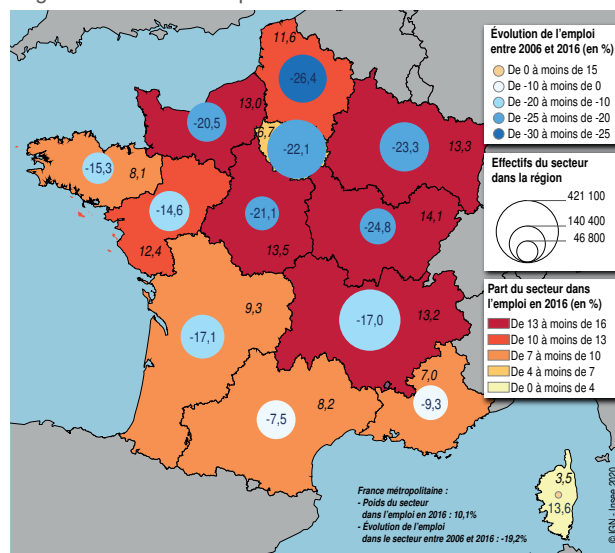 Évolution de l'emploi
entre 2006 et 2016 (en %)
De 0 à moins de 15
De -10 à moins de 0
De -20 à moins de -10
De -25 à moins de -20
De -30 à moins de -25
Effectifs du secteur
dans la région
421 100
140 400
46 800
Part du secteur dans
l'emploi en 2016 (en %)
De 13 à moins de 16
De 10 à moins de 13
De 7 à moins de 10
De 4 à moins de 7
De 0 à moins de 4
11,6
-26,4
13,0
-20,5
6,7
-22,1
-23,3
13,3
-15,3
8,1
-14,6
12,4
-21,1
13,5
14,1
-24,8
9,3
-17,1
-17,0
13,2
7,0
-9,3
8,2
-7,5
3,5
13,6
France métropolitaine :
- Poids du secteur
dans l'emploi en 2016 : 10,1%
- Évolution de l'emploi
dans le secteur entre 2006 et 2016 : -19,2%
© IGN - Insee 2020